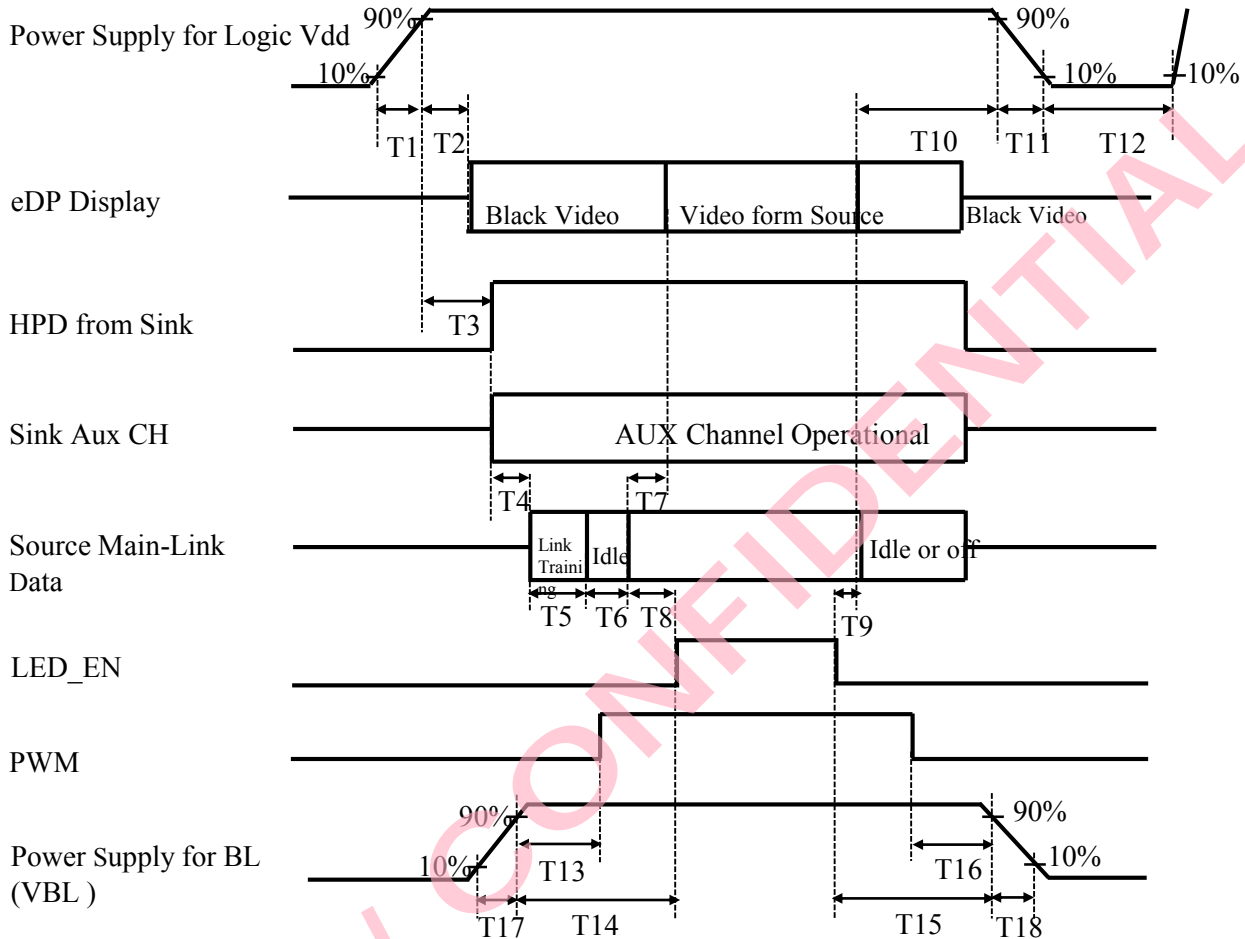 90%
90%
Power Supply for Logic Vdd
10%
10%
10%
T1
T2
T10
T11
T12
eDP Display
Black Video
Video form Source
Black Video
T3
HPD from Sink
Sink Aux CH
AUX Channel Operational
T4
T7
Source Main-Link
Data
Link
Traini
ng
Idle
Idle or off
T5
T6
T8
T9
LED_EN
PWM
90%
90%
Power Supply for BL
(VBL )
10%
10%
T13
T16
T17
T14
T15
T18
CONFIDENTIAL